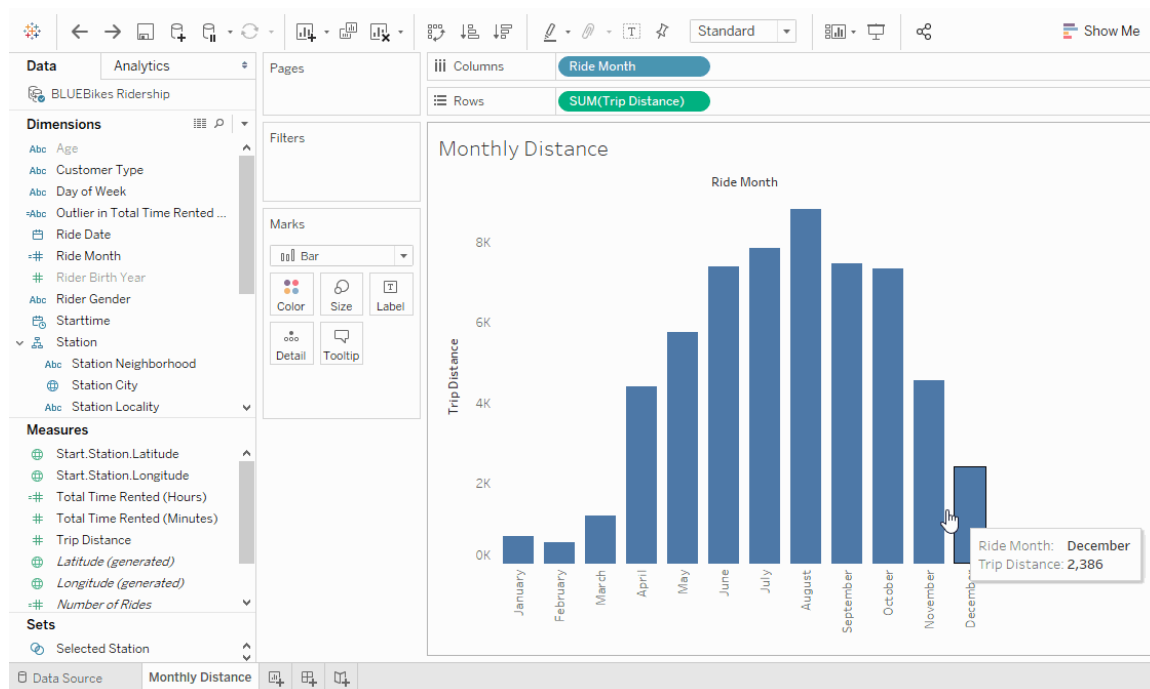 Standard
Show Me
Data
Analytics
BLUEBikes Ridership
Dimensions
Abc Age
Abc Customer Type
Abc Day of Week
=Abc Outlier in Total Time Rented ...
Ride Date
=# Ride Month
# Rider Birth Year
Abc Rider Gender
Starttime
Station
Abc Station Neighborhood
Station City
Abc Station Locality
Measures
Start.Station.Latitude
Start.Station.Longitude
=# Total Time Rented (Hours)
# Total Time Rented (Minutes)
# Trip Distance
Latitude (generated)
Longitude (generated)
=# Number of Rides
Sets
Selected Station
Pages
Filters
Marks
Bar
Color Size Label
Detail Tooltip
Columns Ride Month
Rows SUM(Trip Distance)
Monthly Distance
Ride Month
Trip Distance
8K
6K
4K
2K
0K
January
February
March
April
May
June
July
August
September
October
November
December
Ride Month: December
Trip Distance: 2,386
Data Source
Monthly Distance